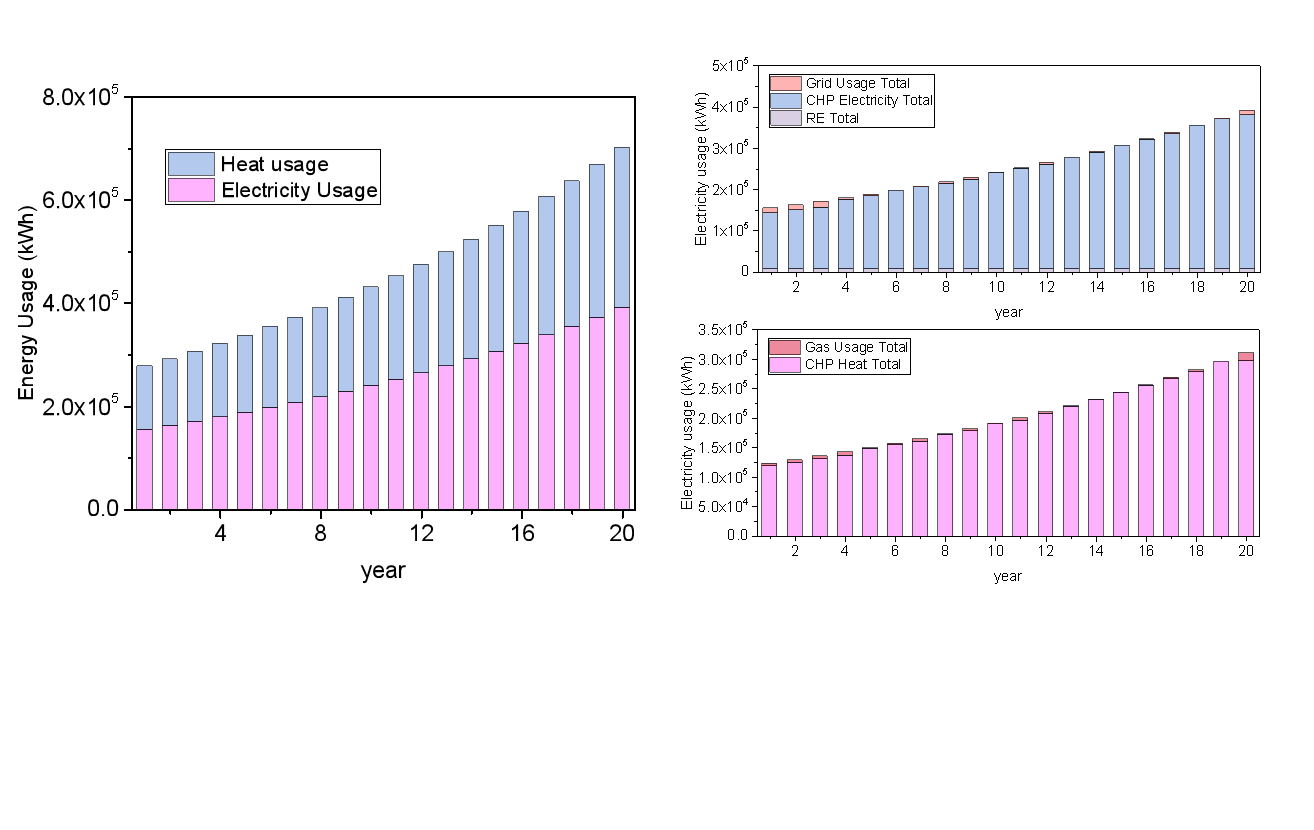 8.0x10⁵
6.0x10⁵
4.0x10⁵
2.0x10⁵
0.0
Energy Usage (kWh)
Heat usage
Electricity Usage
4 8 12 16 20
year
5x10⁵
4x10⁵
3x10⁵
2x10⁵
1x10⁵
0
Electricity usage (kWh)
Grid Usage Total
CHP Electricity Total
RE Total
2 4 6 8 10 12 14 16 18 20
year
3.5x10⁵
3.0x10⁵
2.5x10⁵
2.0x10⁵
1.5x10⁵
1.0x10⁵
5.0x10⁴
0.0
Electricity usage (kWh)
Gas Usage Total
CHP Heat Total
2 4 6 8 10 12 14 16 18 20
year